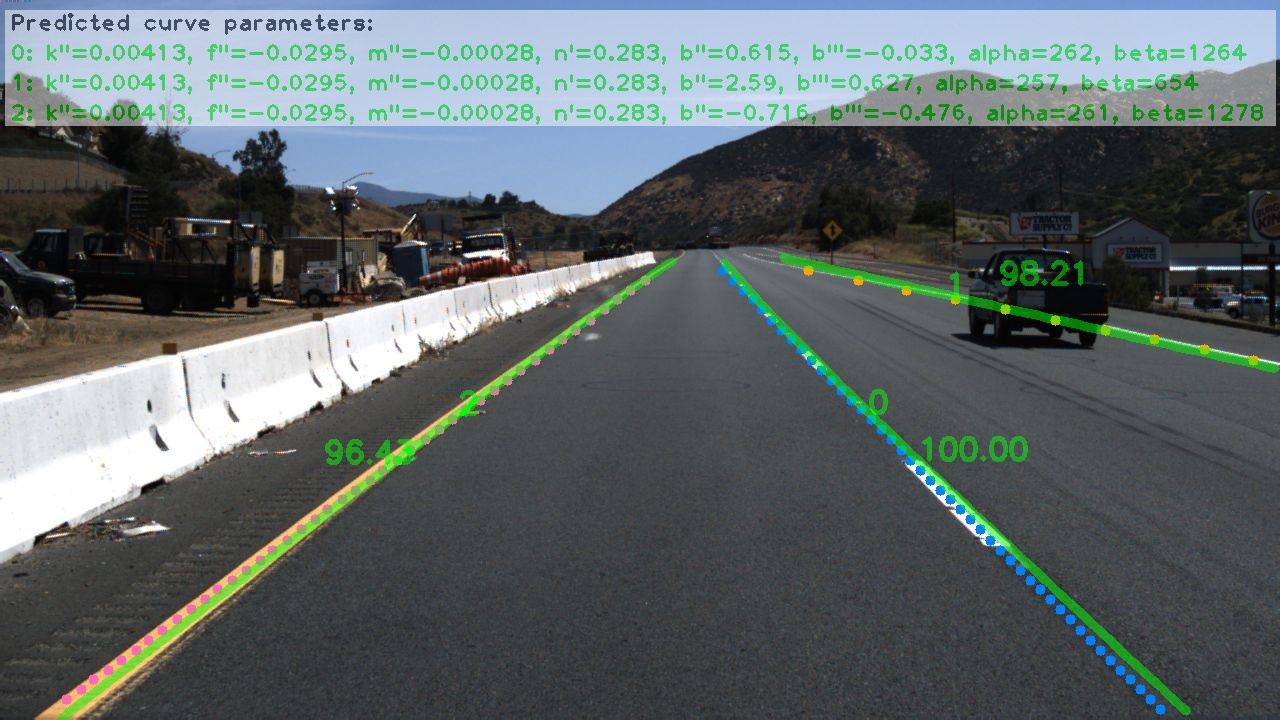 Predicted curve parameters:
0: k''=0.00413, f''=-0.0295, m''=-0.00028, n'=0.283, b''=0.615, b'''=-0.033, alpha=262, beta=1264
1: k''=0.00413, f''=-0.0295, m''=-0.00028, n'=0.283, b''=2.59, b'''=0.627, alpha=257, beta=654
2: k''=0.00413, f''=-0.0295, m''=-0.00028, n'=0.283, b''=-0.716, b'''=-0.476, alpha=261, beta=1278
TRACTOR
SUPPLY CO
TRACTOR
SUPPLY CO
1
98.21
2
0
96.43
100.00